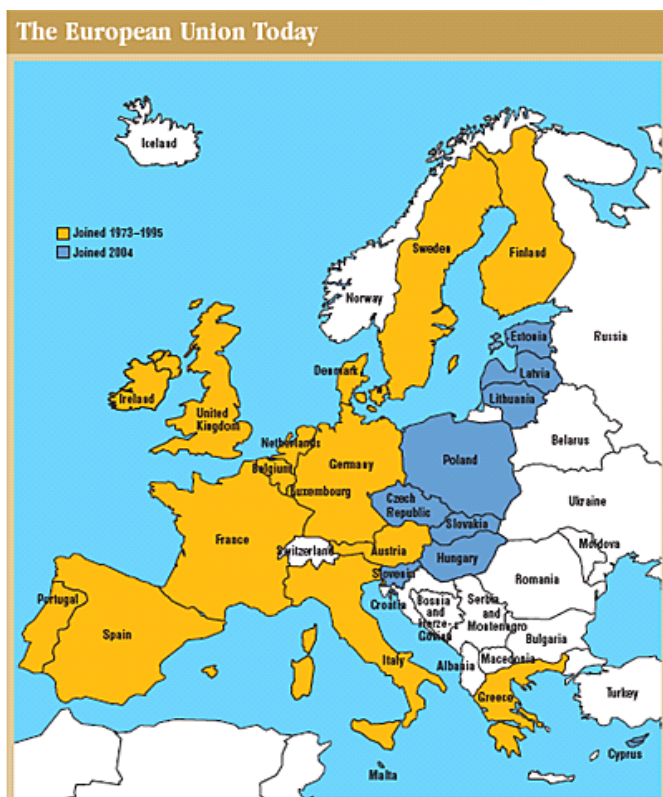 The European Union Today
Iceland
Joined 1973–1995
Joined 2004
Sweden
Finland
Norway
Russia
Estonia
Denmark
Latvia
Ireland
Lithuania
United
Kingdom
Netherlands
Belarus
Belgium
Germany
Poland
Luxembourg
Czech
Republic
Ukraine
Slovakia
France
Switzerland
Austria
Moldova
Hungary
Slovenia
Romania
Portugal
Croatia
Bosnia
and
Herze-
Govina
Serbia
and
Montenegro
Spain
Bulgaria
Italy
Albania
Macedonia
Greece
Turkey
Cyprus
Malta